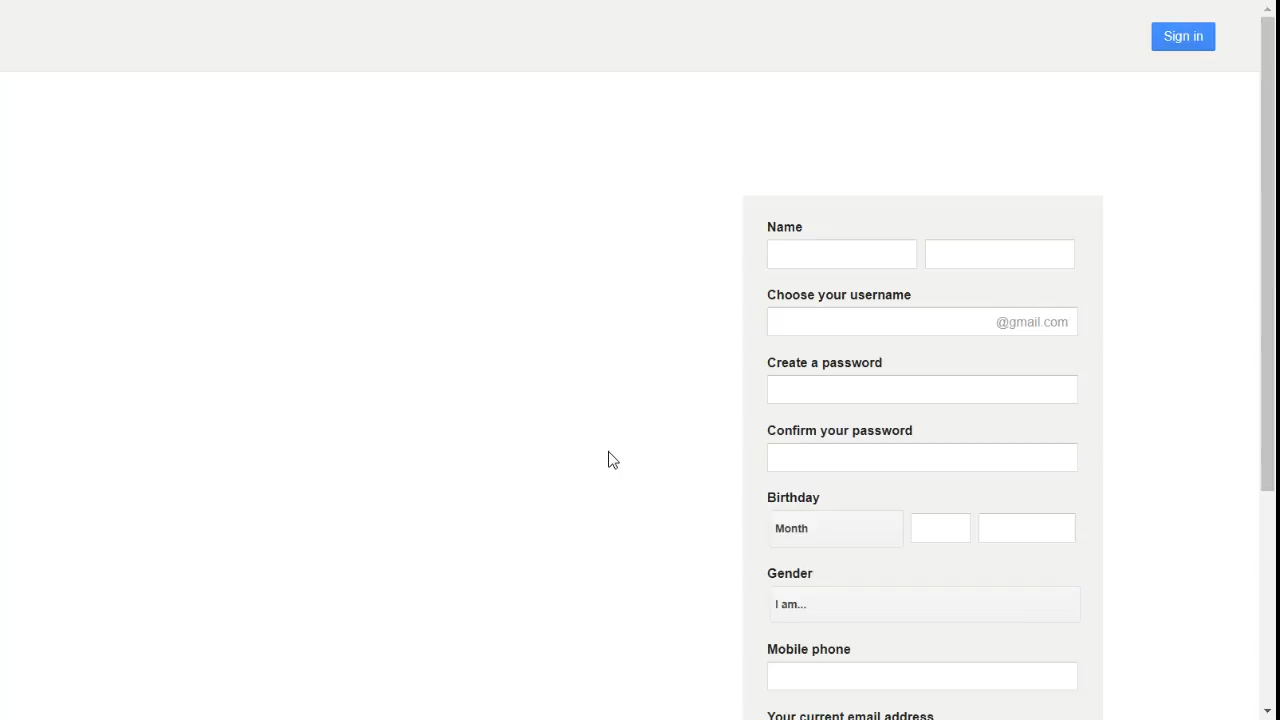 Sign in
Name
Choose your username
@gmail.com
Create a password
Confirm your password
Birthday
Month
Gender
I am...
Mobile phone
Your current email address